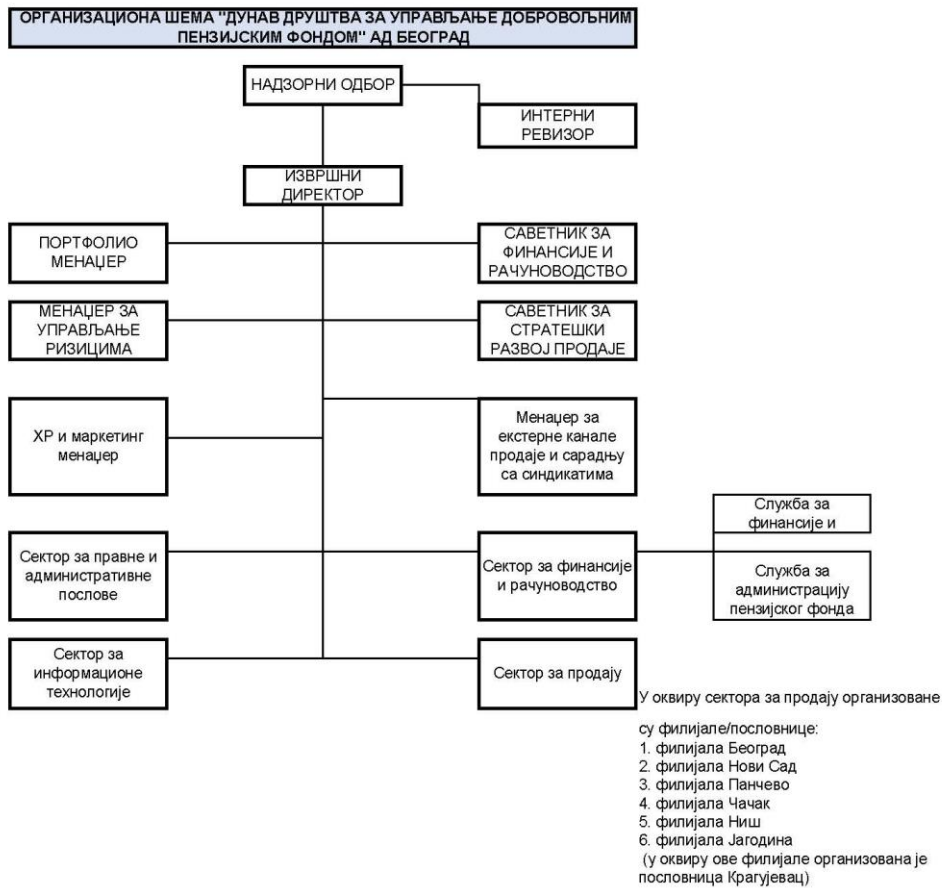 ОРГАНИЗАЦИОНА ШЕМА "ДУНАВ ДРУШТВА ЗА УПРАВЉАЊЕ ДОБРОВОЉНИМ
ПЕНЗИЈСКИМ ФОНДОМ" АД БЕОГРАД
НАДЗОРНИ ОДБОР
ИНТЕРНИ
РЕВИЗОР
ИЗВРШНИ
ДИРЕКТОР
ПОРТФОЛИО
МЕНАЏЕР
САВЕТНИК ЗА
ФИНАНСИЈЕ И
РАЧУНОВОДСТВО
МЕНАЏЕР ЗА
УПРАВЉАЊЕ
РИЗИЦИМА
САВЕТНИК ЗА
СТРАТЕШКИ
РАЗВОЈ ПРОДАЈЕ
ХР и маркетинг
менаџер
Менаџер за
екстерне канале
продаје и сарадњу
са синдикатима
Сектор за правне и
административне
послове
Сектор за финансије
и рачуноводство
Служба за
финансије и
Служба за
администрацију
пензијског фонда
Сектор за
информационе
технологије
Сектор за продају
У оквиру сектора за продају организоване
су филијале/пословнице:
1. филијала Београд
2. филијала Нови Сад
3. филијала Панчево
4. филијала Чачак
5. филијала Ниш
6. филијала Јагодина
(у оквиру ове филијале организована је
пословница Крагујевац)